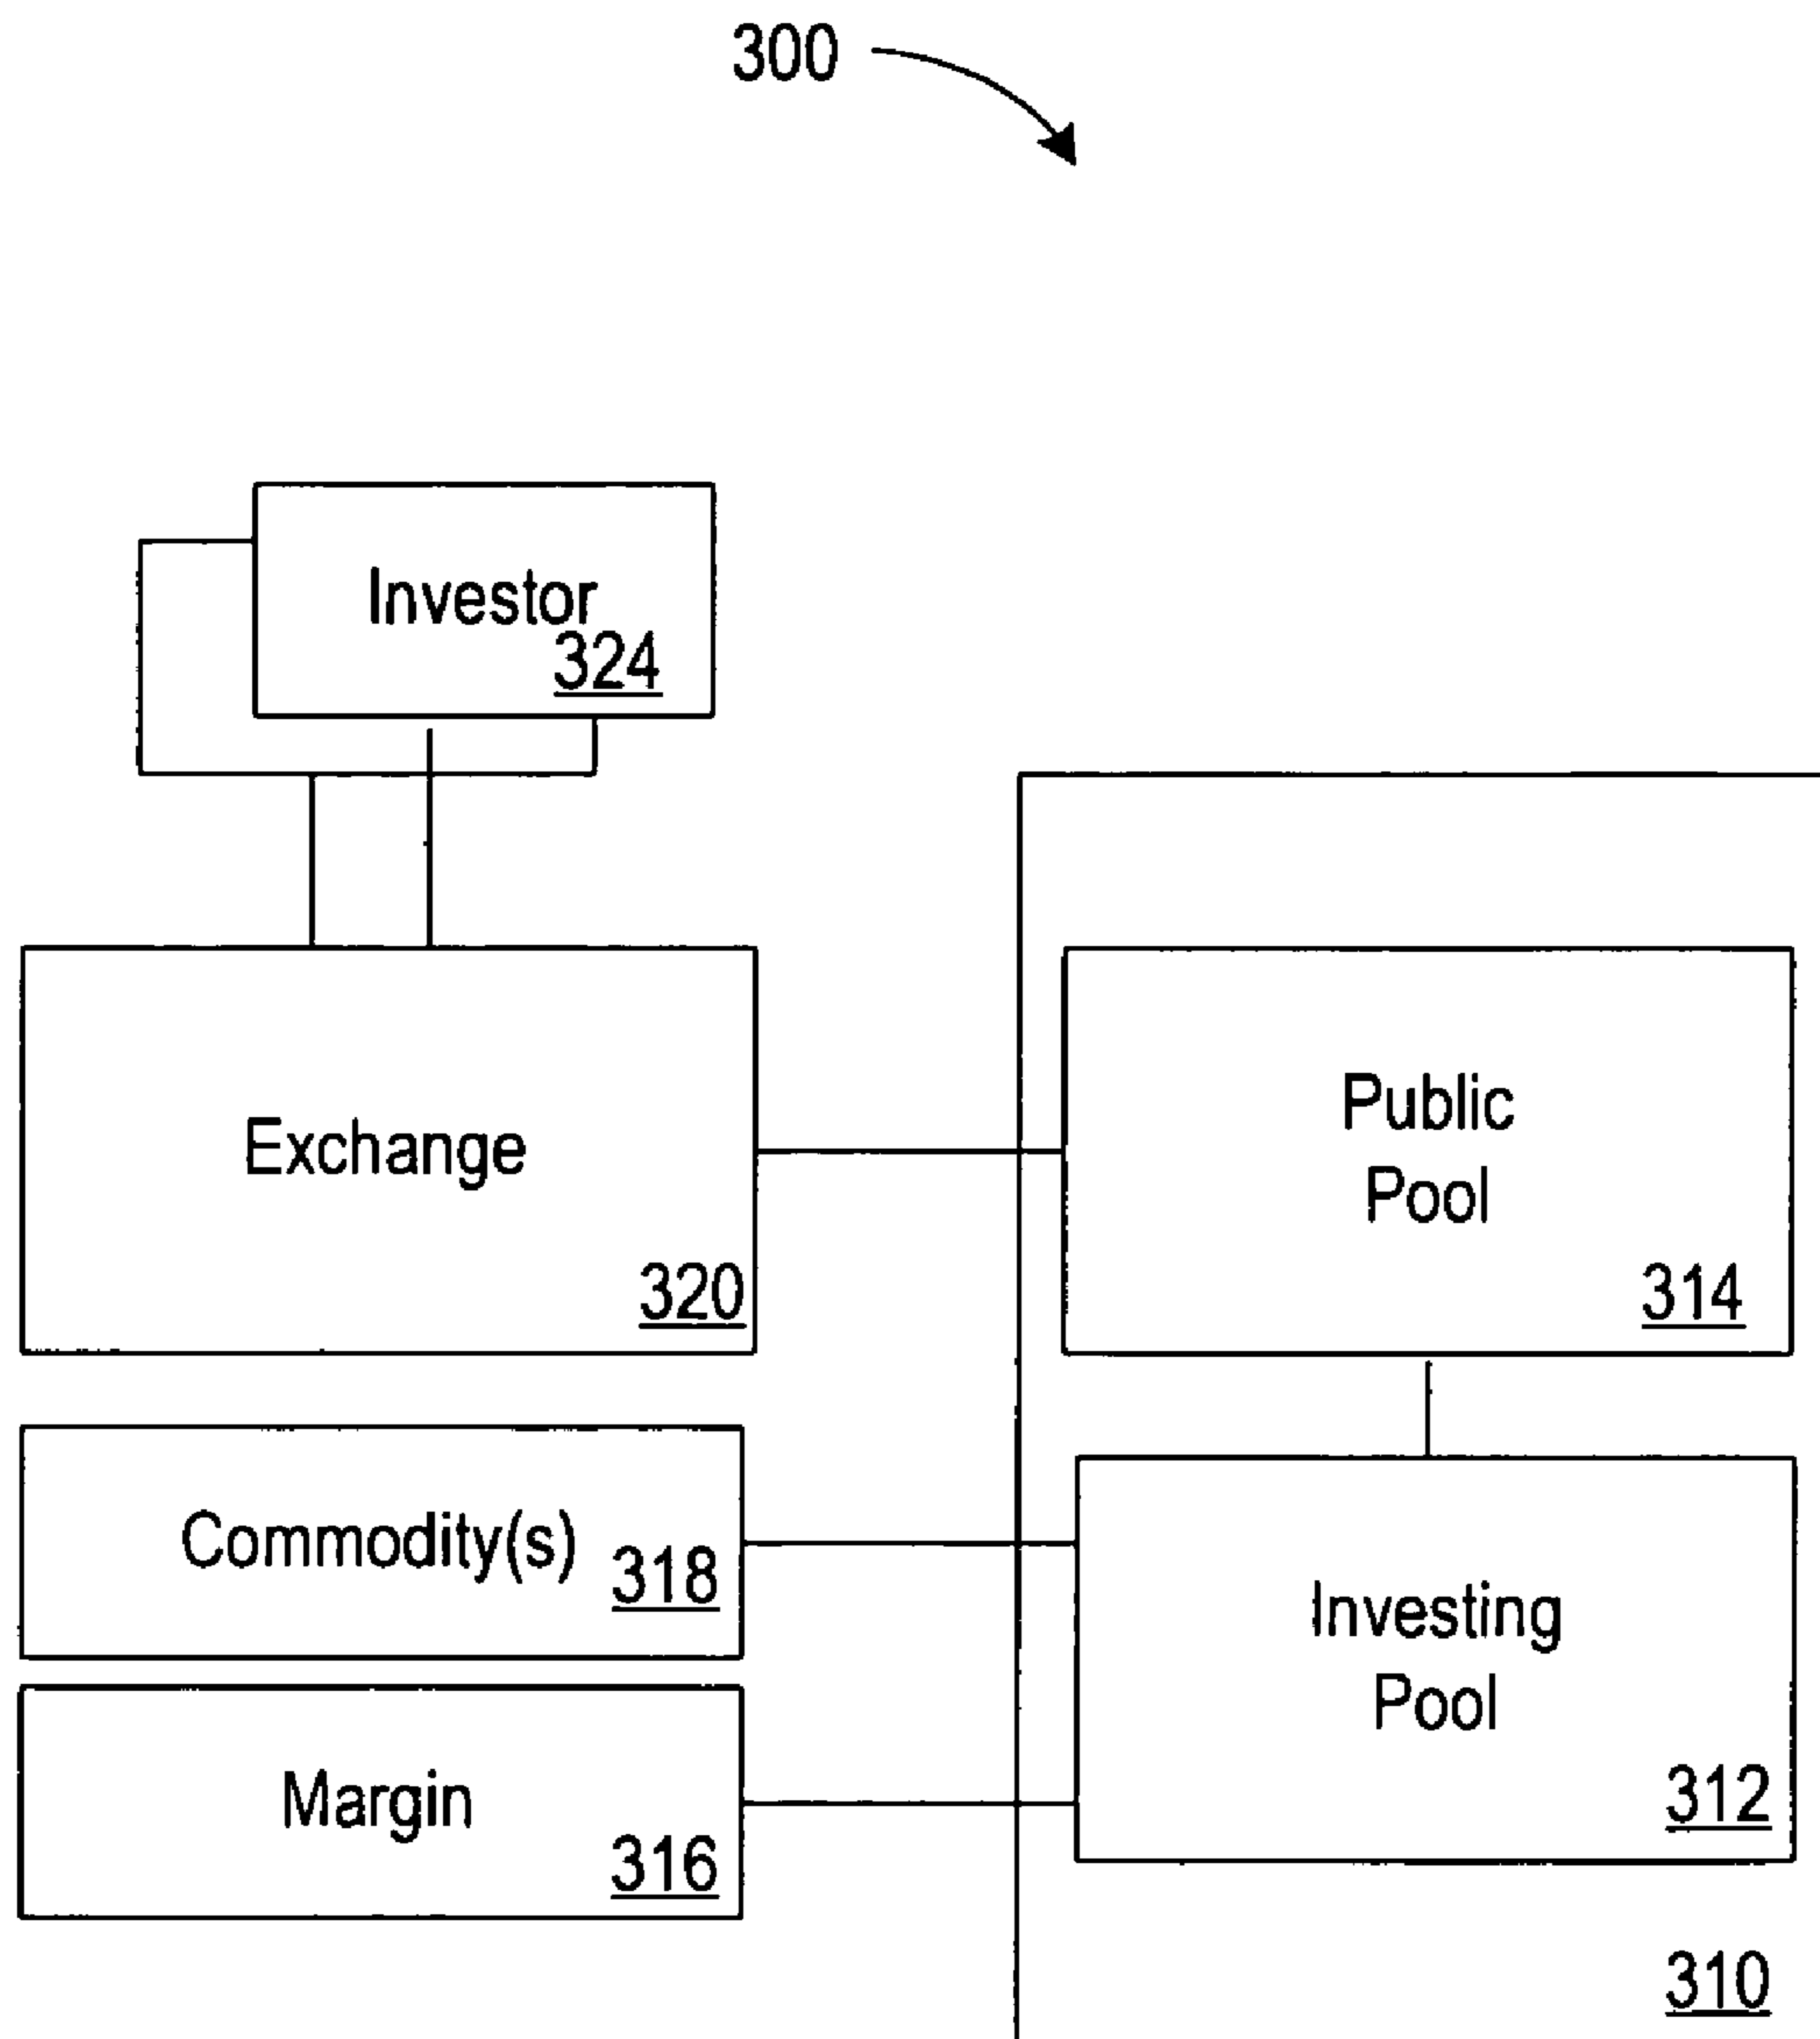 300
Investor
324
Exchange
320
Public
Pool
314
Commodity(s)
318
Investing
Pool
312
Margin
316
310